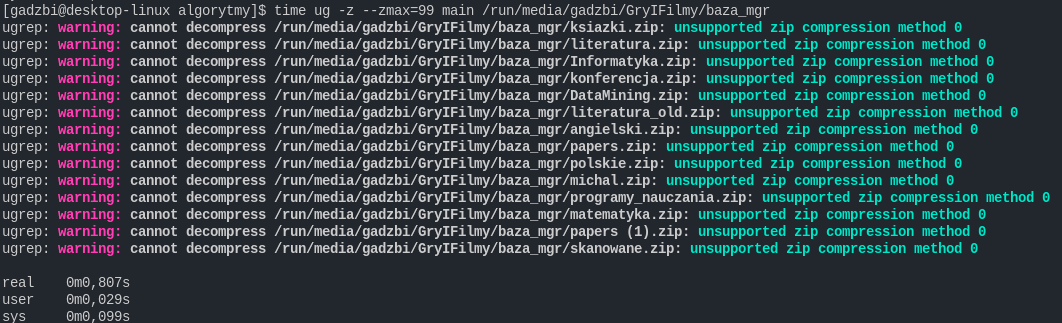 [gadzbi@desktop-linux algorytmy]$ time ug -z --zmax=99 main /run/media/gadzbi/GryIFilmy/baza_mgr
ugrep: warning: cannot decompress /run/media/gadzbi/GryIFilmy/baza_mgr/ksiazki.zip: unsupported zip compression method 0
ugrep: warning: cannot decompress /run/media/gadzbi/GryIFilmy/baza_mgr/literatura.zip: unsupported zip compression method 0
ugrep: warning: cannot decompress /run/media/gadzbi/GryIFilmy/baza_mgr/Informatyka.zip: unsupported zip compression method 0
ugrep: warning: cannot decompress /run/media/gadzbi/GryIFilmy/baza_mgr/konferencja.zip: unsupported zip compression method 0
ugrep: warning: cannot decompress /run/media/gadzbi/GryIFilmy/baza_mgr/DataMining.zip: unsupported zip compression method 0
ugrep: warning: cannot decompress /run/media/gadzbi/GryIFilmy/baza_mgr/literatura_old.zip: unsupported zip compression method 0
ugrep: warning: cannot decompress /run/media/gadzbi/GryIFilmy/baza_mgr/angielski.zip: unsupported zip compression method 0
ugrep: warning: cannot decompress /run/media/gadzbi/GryIFilmy/baza_mgr/papers.zip: unsupported zip compression method 0
ugrep: warning: cannot decompress /run/media/gadzbi/GryIFilmy/baza_mgr/polskie.zip: unsupported zip compression method 0
ugrep: warning: cannot decompress /run/media/gadzbi/GryIFilmy/baza_mgr/michal.zip: unsupported zip compression method 0
ugrep: warning: cannot decompress /run/media/gadzbi/GryIFilmy/baza_mgr/programy_nauczania.zip: unsupported zip compression method 0
ugrep: warning: cannot decompress /run/media/gadzbi/GryIFilmy/baza_mgr/matematyka.zip: unsupported zip compression method 0
ugrep: warning: cannot decompress /run/media/gadzbi/GryIFilmy/baza_mgr/papers (1).zip: unsupported zip compression method 0
ugrep: warning: cannot decompress /run/media/gadzbi/GryIFilmy/baza_mgr/skanowane.zip: unsupported zip compression method 0
real 0m0,807s
user 0m0,029s
sys 0m0,099s